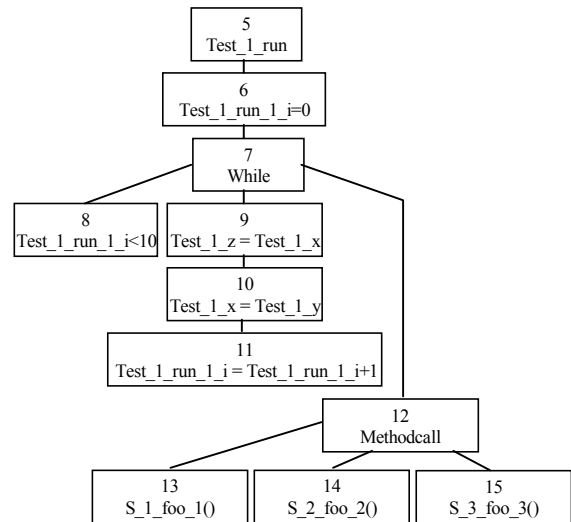 5
Test_1_run
6
Test_1_run_1_i=0
7
While
8
Test_1_run_1_i<10
9
Test_1_z = Test_1_x
10
Test_1_x = Test_1_y
11
Test_1_run_1_i = Test_1_run_1_i+1
12
Methodcall
13
S_1_foo_1()
14
S_2_foo_2()
15
S_3_foo_3()